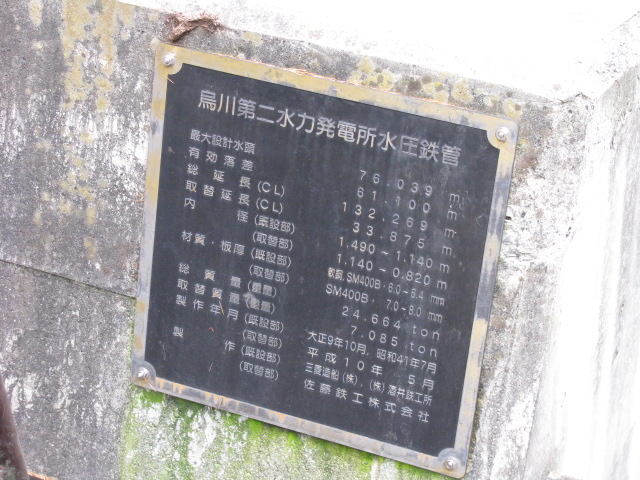 烏川第二水力発電所水圧鉄管
最大設計水頭 76.039 m
有効落差 61.100 m
総延長(CL) 132.269 m
取替延長(CL) 33.875 m
内径(既設部) 1.490~1.140 m
(取替部) 1.140~0.820 m
材質・板厚(既設部) 軟鋼, SM400B・6.0~8.4 mm
(取替部) SM400B・7.0~8.0 mm
総質量(重量) 24.664 ton
取替質量(重量) 7.085 ton
製作年月(既設部) 大正9年10月, 昭和41年7月
(取替部) 平成10年 5月
製作(既設部) 三菱造船(株), (株)酒井鉄工所
(取替部) 佐藤鉄工株式会社